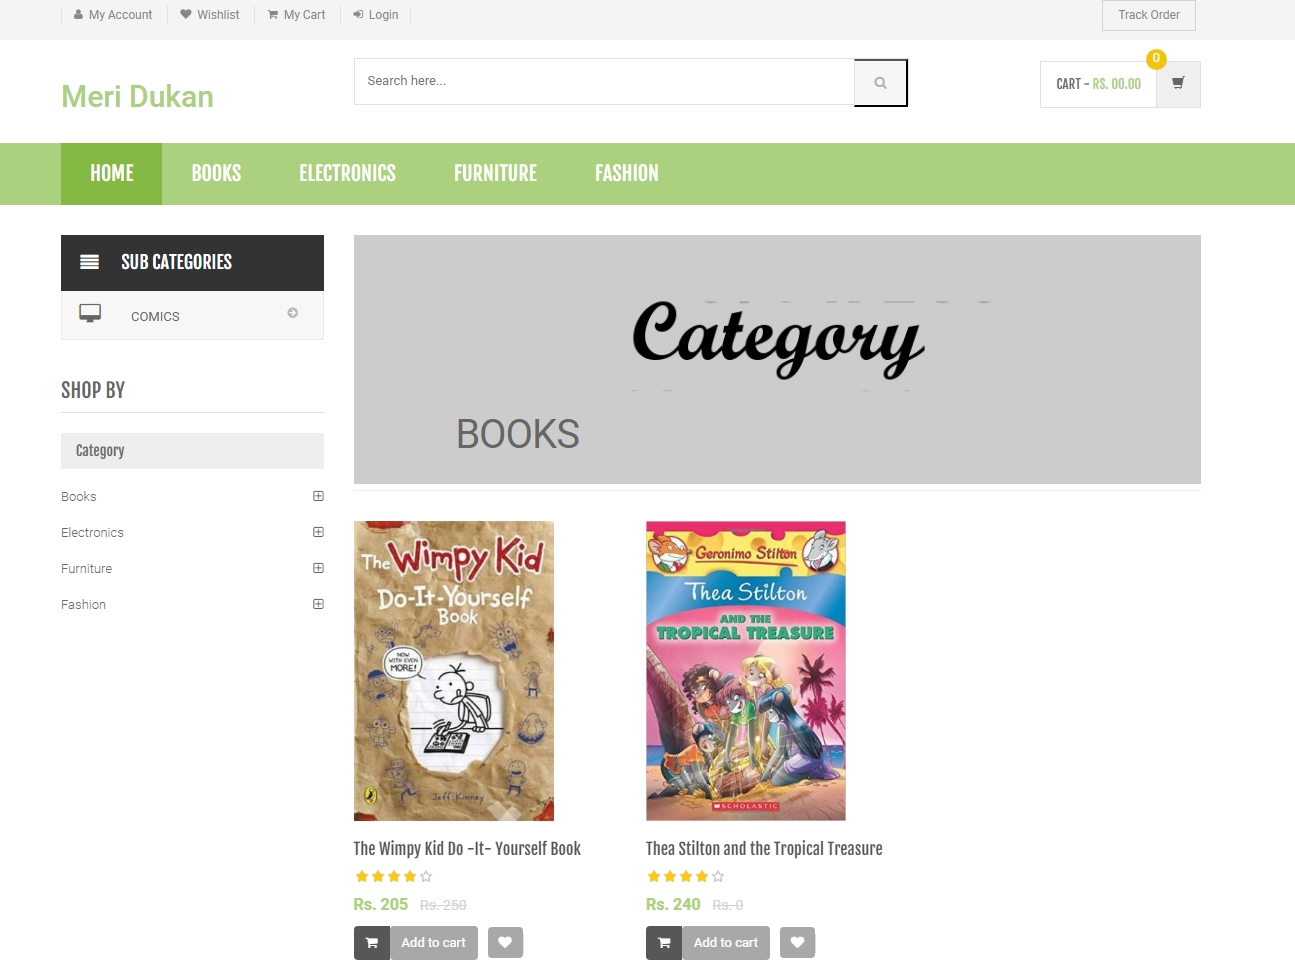 My Account
Wishlist
My Cart
Login
Track Order
Meri Dukan
Search here...
0
CART - RS. 00.00
HOME
BOOKS
ELECTRONICS
FURNITURE
FASHION
SUB CATEGORIES
COMICS
SHOP BY
Category
Books
Electronics
Furniture
Fashion
Category
BOOKS
The Wimpy Kid
Do-It-Yourself
Book
NOW
WITH EVEN
MORE!
Jeff Kinney
Geronimo Stilton
Thea Stilton
AND THE
TROPICAL TREASURE
SCHOLASTIC
The Wimpy Kid Do -It- Yourself Book
Rs. 205 Rs. 250
Add to cart
Thea Stilton and the Tropical Treasure
Rs. 240 Rs. 0
Add to cart